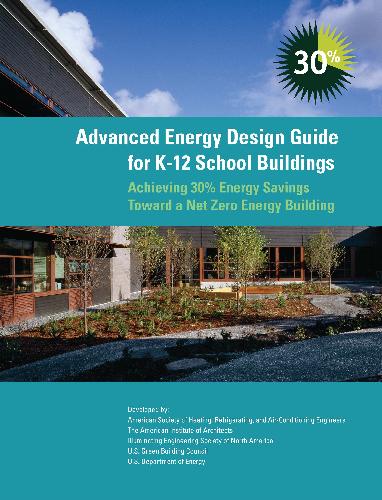 30%
Advanced Energy Design Guide
for K-12 School Buildings
Achieving 30% Energy Savings
Toward a Net Zero Energy Building
Developed by:
American Society of Heating, Refrigerating, and Air-Conditioning Engineers
The American Institute of Architects
Illuminating Engineering Society of North America
U.S. Green Building Council
U.S. Department of Energy